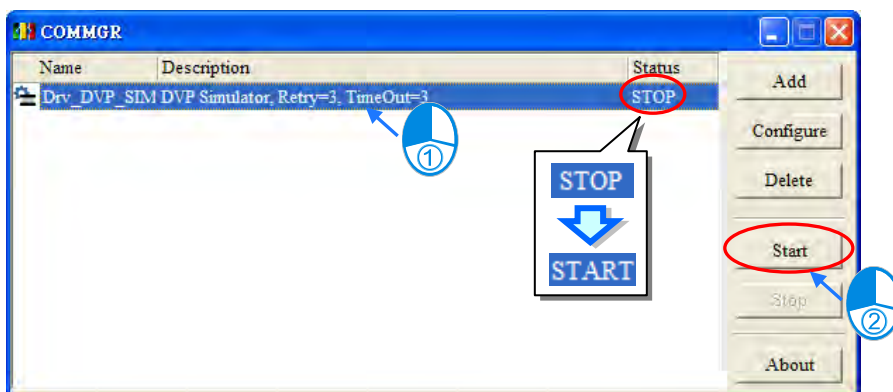 COMMGR
Name Description Status
Drv_DVP_SIM DVP Simulator, Retry=3, TimeOut=3 STOP
Add
Configure
Delete
Start
Stop
About
STOP
START
①
②